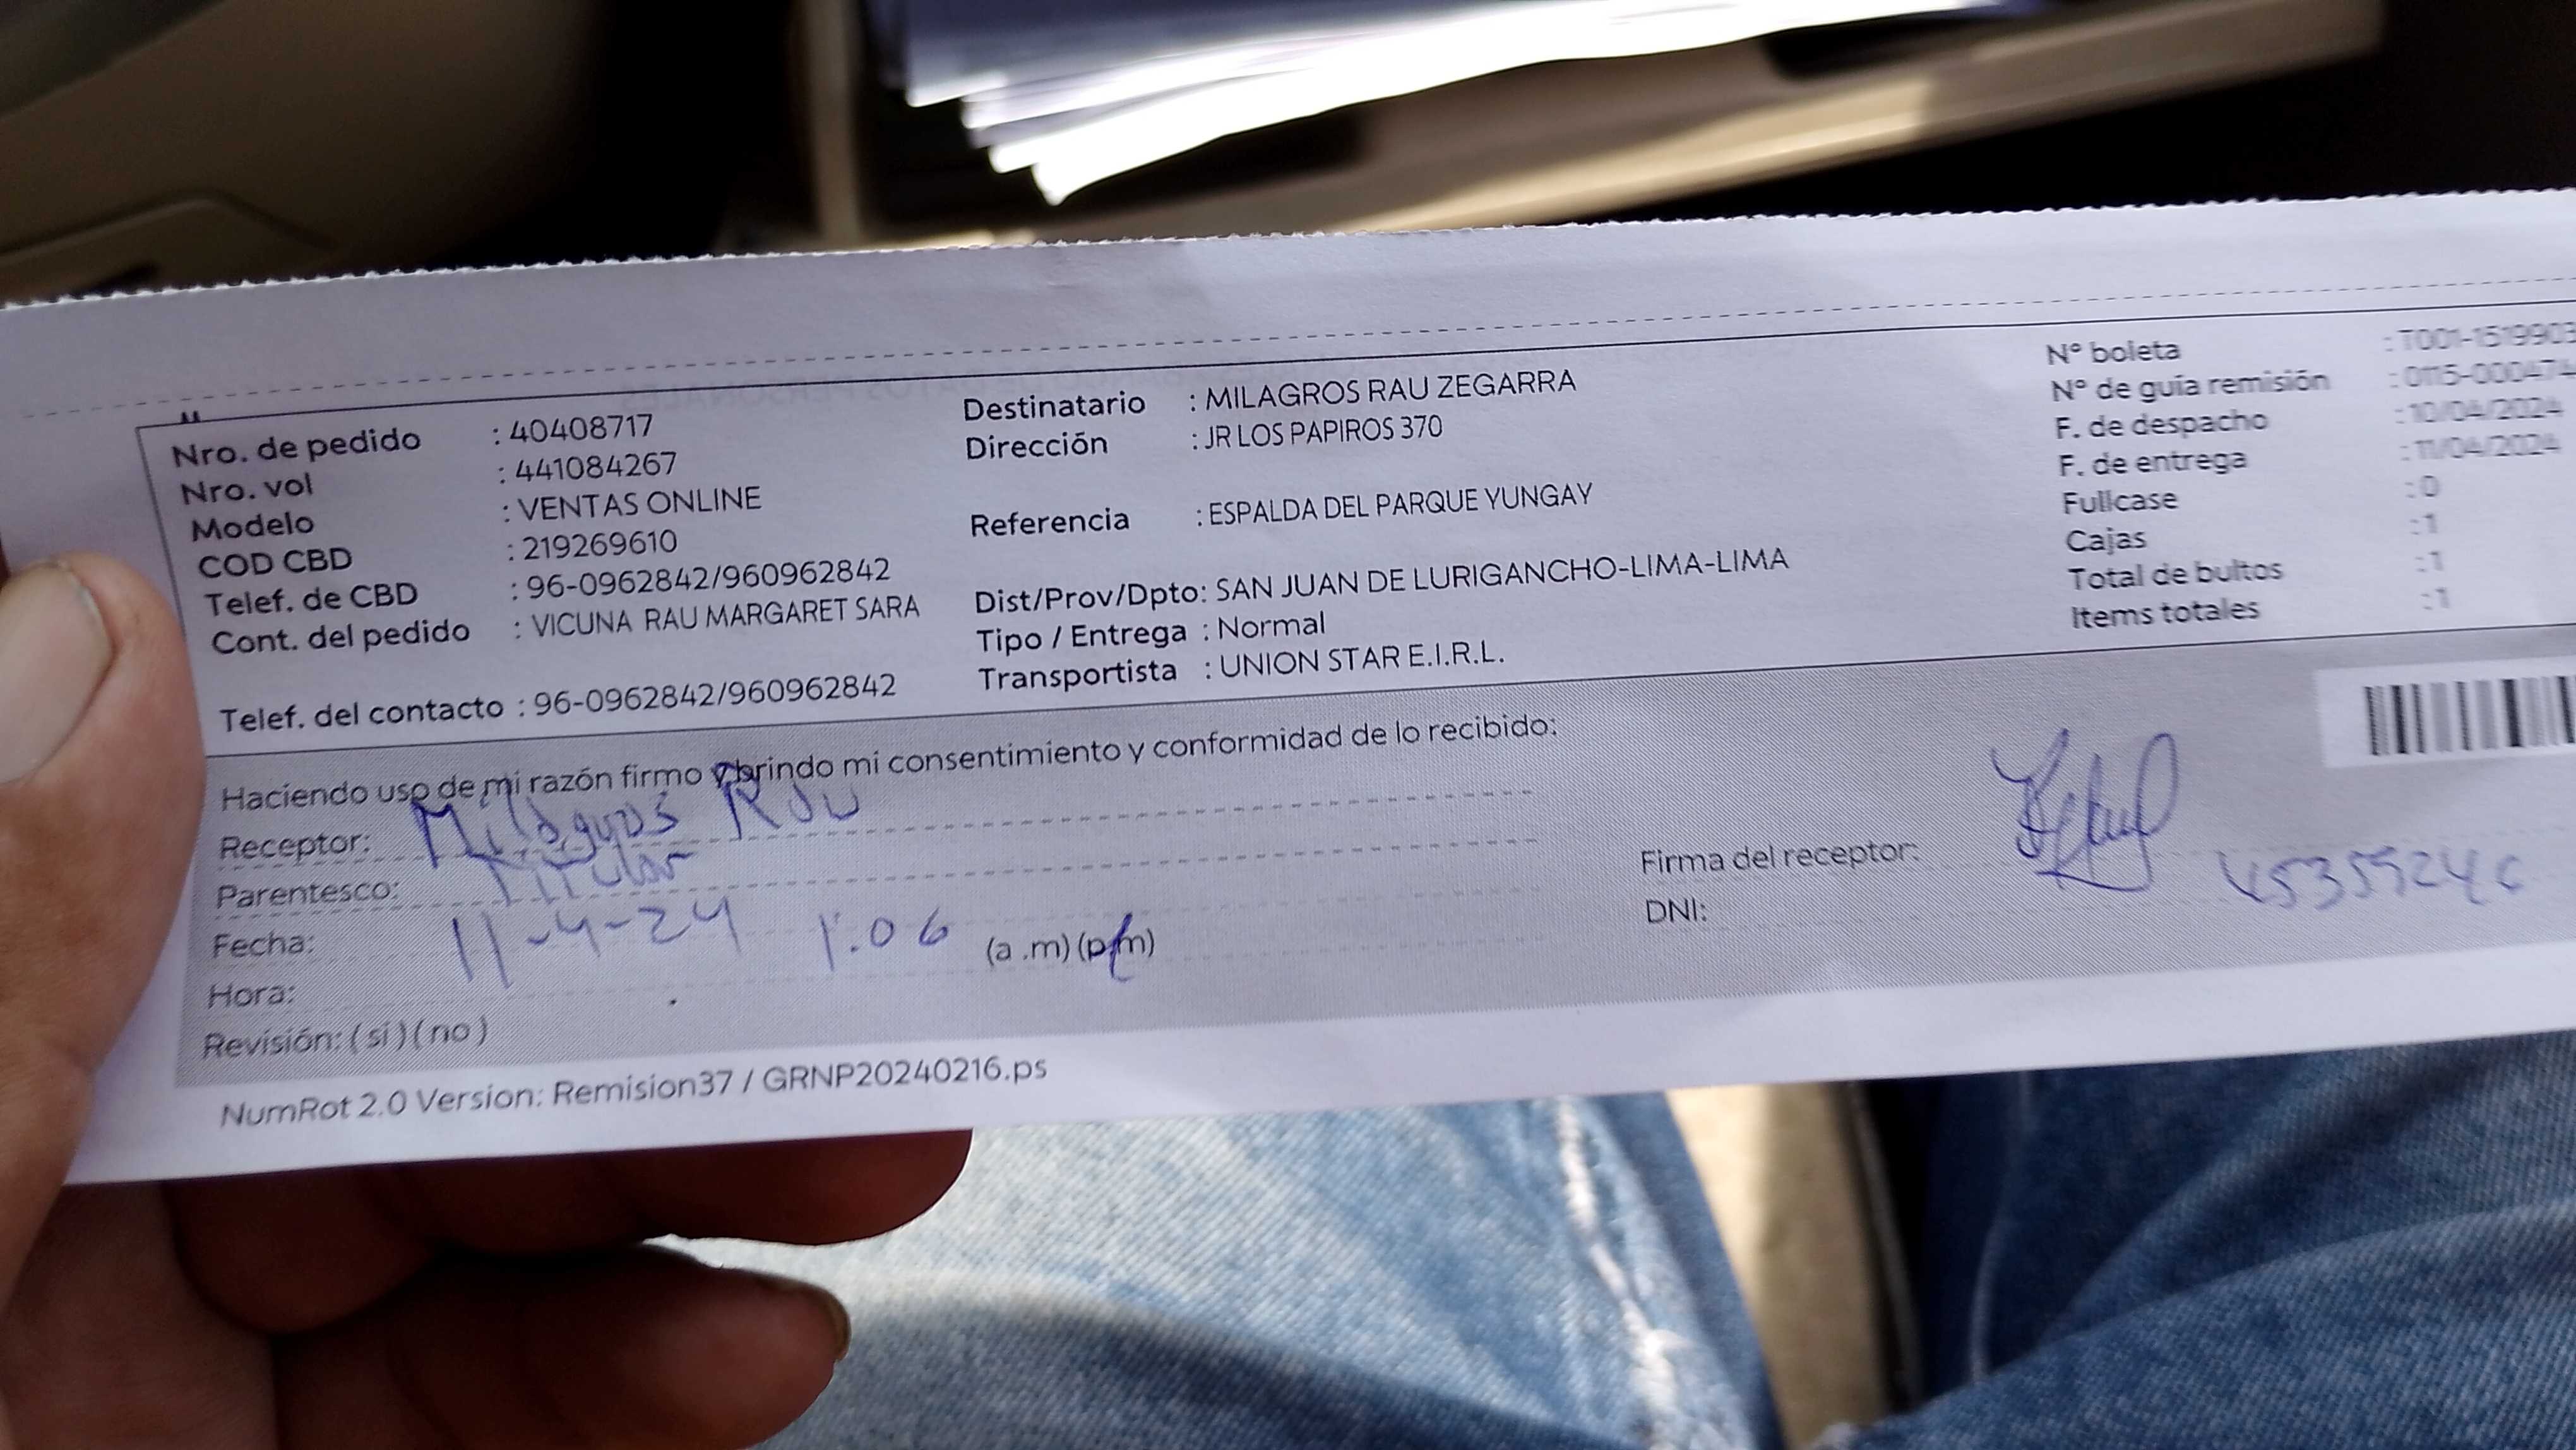 Nro. de pedido : 40408717
Nro. vol : 441084267
Modelo : VENTAS ONLINE
COD CBD : 219269610
Telef. de CBD : 96-0962842/960962842
Cont. del pedido : VICUNA RAU MARGARET SARA
Telef. del contacto : 96-0962842/960962842
Destinatario : MILAGROS RAU ZEGARRA
Dirección : JR LOS PAPIROS 370
Referencia : ESPALDA DEL PARQUE YUNGAY
Dist/Prov/Dpto: SAN JUAN DE LURIGANCHO-LIMA-LIMA
Tipo / Entrega : Normal
Transportista : UNION STAR E.I.R.L.
N° boleta : T001-1519903
N° de guía remisión : 0115-000474
F. de despacho : 10/04/2024
F. de entrega : 11/04/2024
Fullcase : 0
Cajas : 1
Total de bultos : 1
Items totales : 1
Haciendo uso de mi razón firmo y brindo mi consentimiento y conformidad de lo recibido:
Receptor: Milagros Rau
Parentesco: Titular
Fecha: 11-4-24 1:06 (a .m) (p.m)
Hora:
Revisión: ( si ) ( no )
Firma del receptor:
DNI:
NumRot 2.0 Version: Remision37 / GRNP20240216.ps